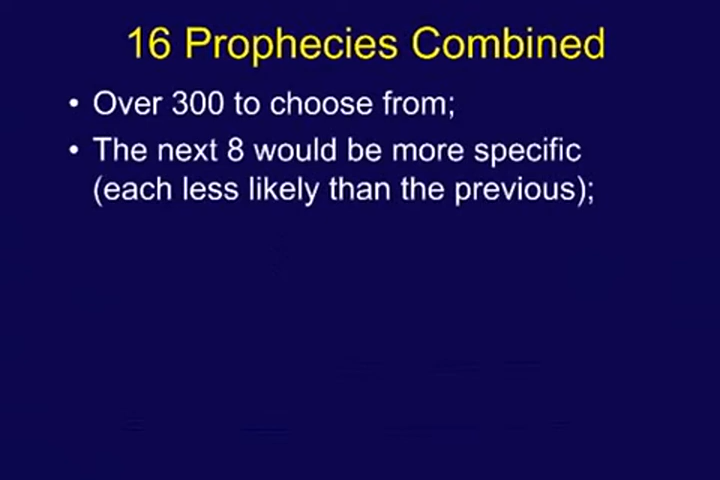 16 Prophecies Combined
• Over 300 to choose from;
• The next 8 would be more specific
(each less likely than the previous);